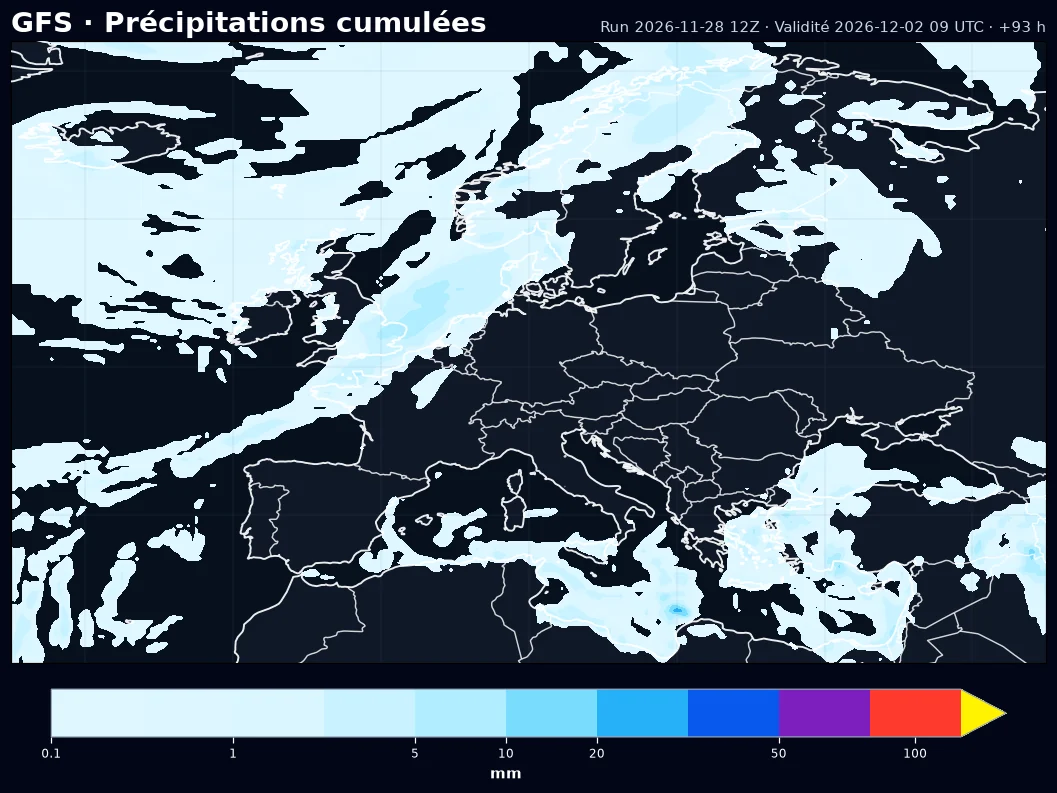 GFS · Précipitations cumulées
Run 2026-11-28 12Z · Validité 2026-12-02 09 UTC · +93 h
0.1 1 5 10 20 50 100
mm